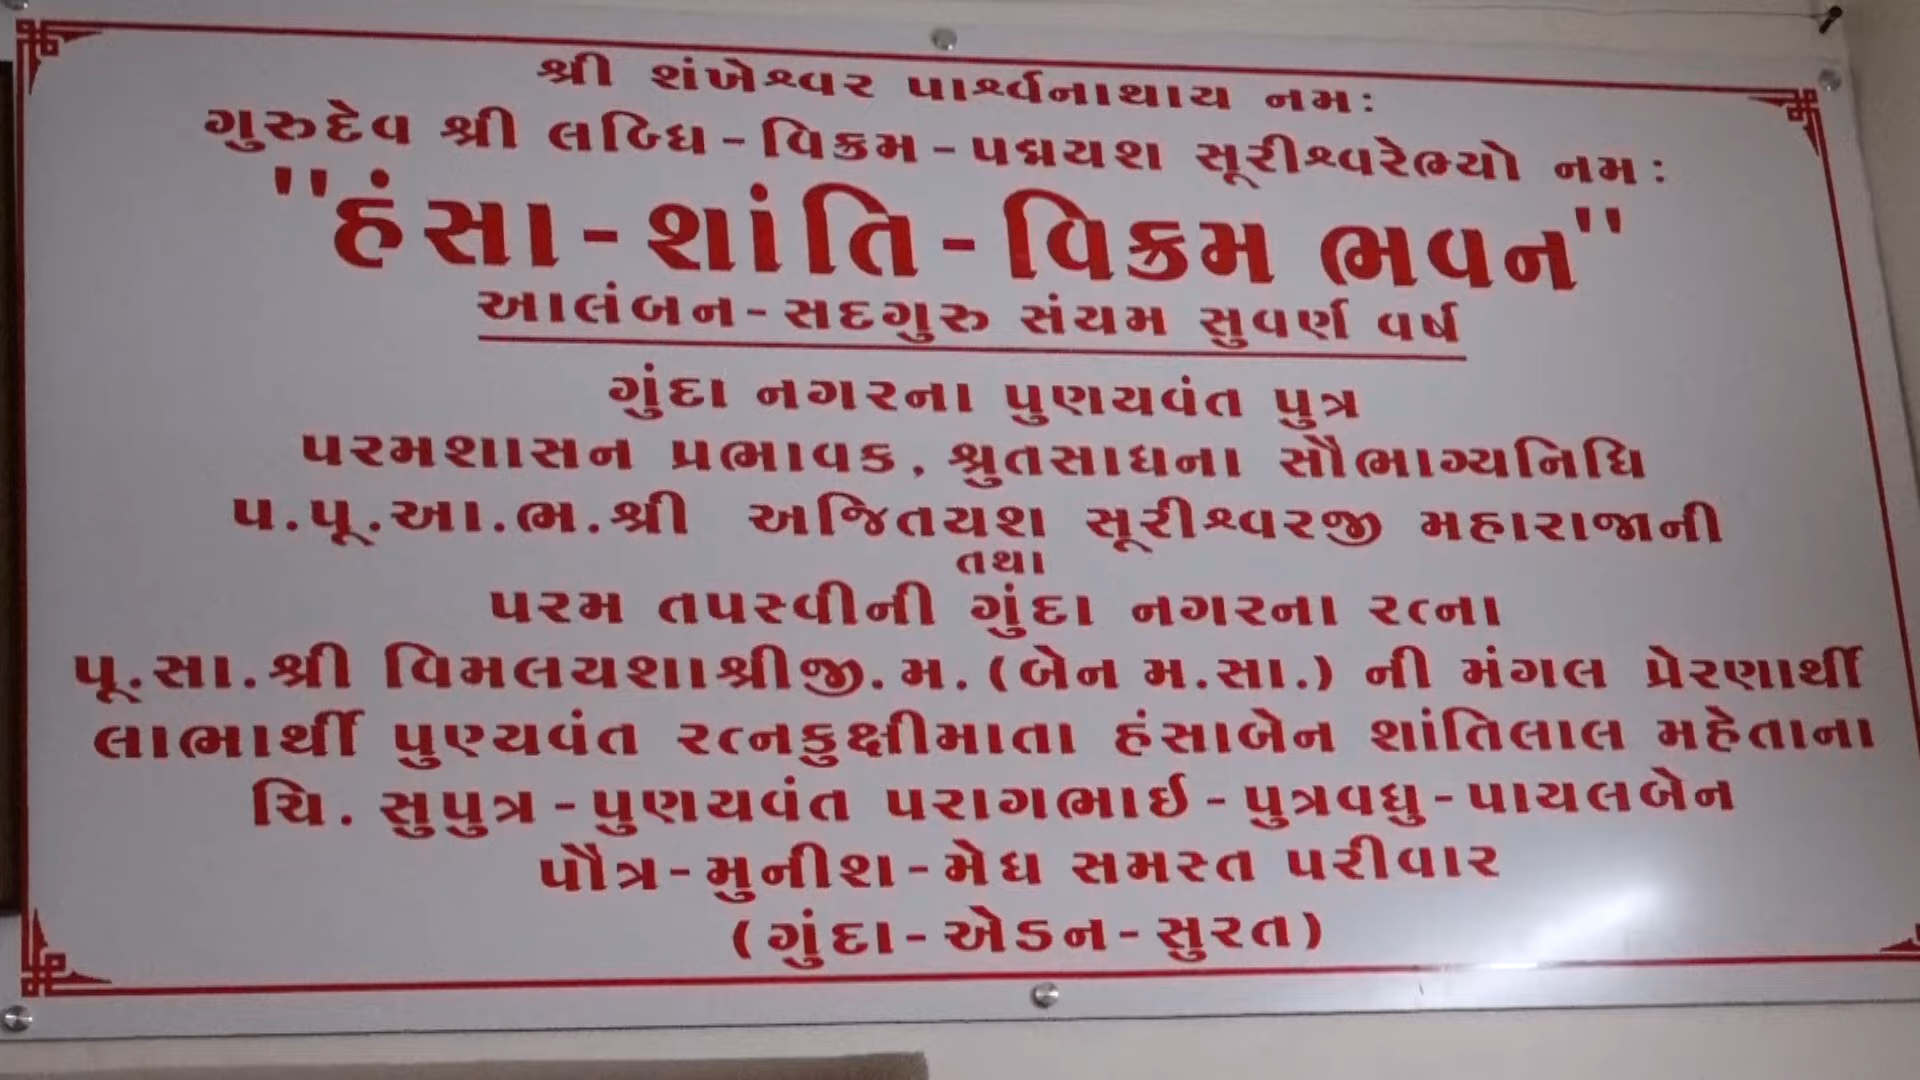 શ્રી શંખેશ્વર પાર્શ્વનાથાય નમઃ
ગુરુદેવ શ્રી લબ્ધિ-વિક્રમ-પદ્મયશ સૂરીશ્વરેભ્યો નમઃ
"હંસા-શાંતિ-વિક્રમ ભવન"
આલંબન-સદગુરુ સંયમ સુવર્ણ વર્ષ
ગુંદા નગરના પુણયવંત પુત્ર
પરમશાસન પ્રભાવક, શ્રુતસાધના સૌભાગ્યનિધિ
પ.પૂ.આ.ભ.શ્રી અજિતયશ સૂરીશ્વરજી મહારાજાની
તથા
પરમ તપસ્વીની ગુંદા નગરના રત્ના
પૂ.સા.શ્રી વિમલયશાશ્રીજી.મ.(બેન મ.સા.) ની મંગલ પ્રેરણાર્થી
લાભાર્થી પુણ્યવંત રત્નકુક્ષીમાતા હંસાબેન શાંતિલાલ મહેતાના
ચિ. સુપુત્ર-પુણયવંત પરાગભાઇ-પુત્રવધુ-પાયલબેન
પૌત્ર-મુનીશ-મેઘ સમસ્ત પરીવાર
(ગુંદા-એડન-સુરત)